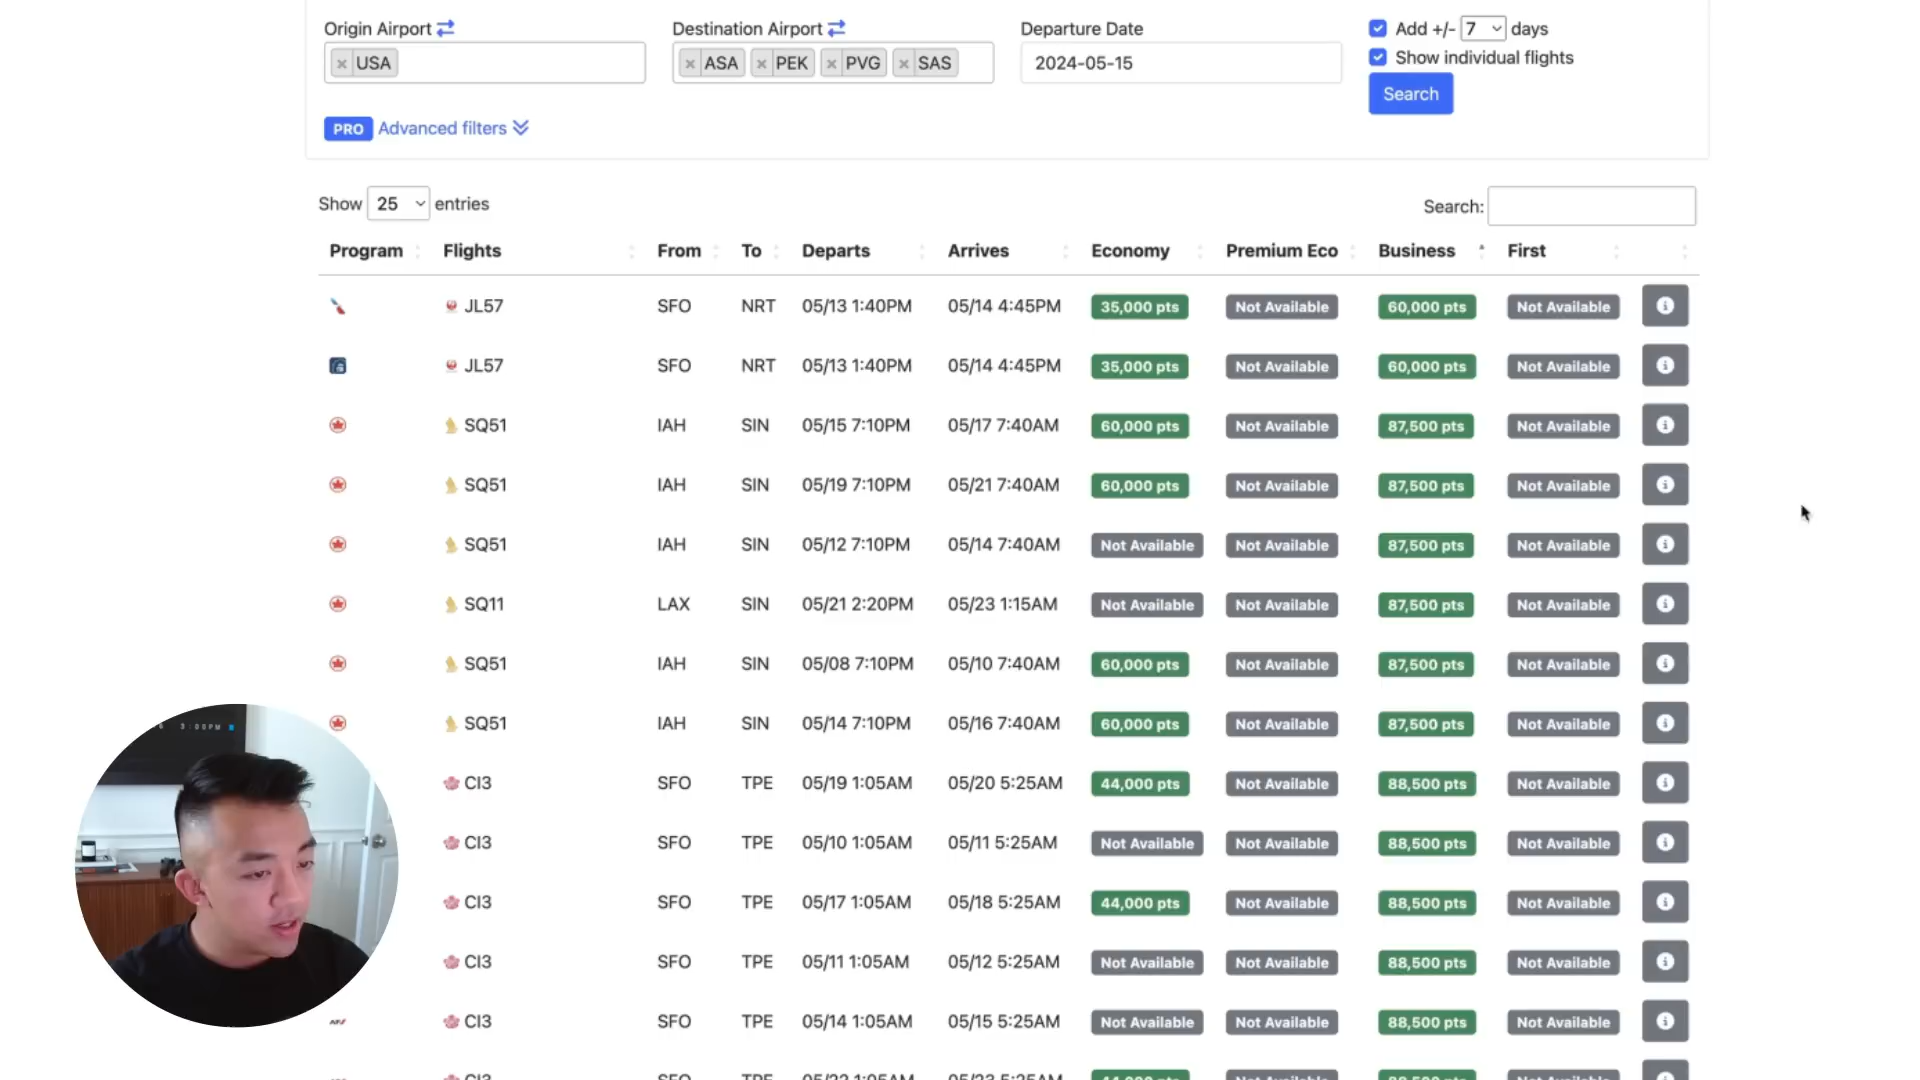 Origin Airport Destination Airport Departure Date Add +/- 7 days
× USA × ASA × PEK × PVG × SAS 2024-05-15 Show individual flights
Search
PRO Advanced filters
Show 25 entries Search:
Program Flights From To Departs Arrives Economy Premium Eco Business First
JL57 SFO NRT 05/13 1:40PM 05/14 4:45PM 35,000 pts Not Available 60,000 pts Not Available
JL57 SFO NRT 05/13 1:40PM 05/14 4:45PM 35,000 pts Not Available 60,000 pts Not Available
SQ51 IAH SIN 05/15 7:10PM 05/17 7:40AM 60,000 pts Not Available 87,500 pts Not Available
SQ51 IAH SIN 05/19 7:10PM 05/21 7:40AM 60,000 pts Not Available 87,500 pts Not Available
SQ51 IAH SIN 05/12 7:10PM 05/14 7:40AM Not Available Not Available 87,500 pts Not Available
SQ11 LAX SIN 05/21 2:20PM 05/23 1:15AM Not Available Not Available 87,500 pts Not Available
SQ51 IAH SIN 05/08 7:10PM 05/10 7:40AM 60,000 pts Not Available 87,500 pts Not Available
SQ51 IAH SIN 05/14 7:10PM 05/16 7:40AM 60,000 pts Not Available 87,500 pts Not Available
CI3 SFO TPE 05/19 1:05AM 05/20 5:25AM 44,000 pts Not Available 88,500 pts Not Available
CI3 SFO TPE 05/10 1:05AM 05/11 5:25AM Not Available Not Available 88,500 pts Not Available
CI3 SFO TPE 05/17 1:05AM 05/18 5:25AM 44,000 pts Not Available 88,500 pts Not Available
CI3 SFO TPE 05/11 1:05AM 05/12 5:25AM Not Available Not Available 88,500 pts Not Available
CI3 SFO TPE 05/14 1:05AM 05/15 5:25AM Not Available Not Available 88,500 pts Not Available
3:00PM